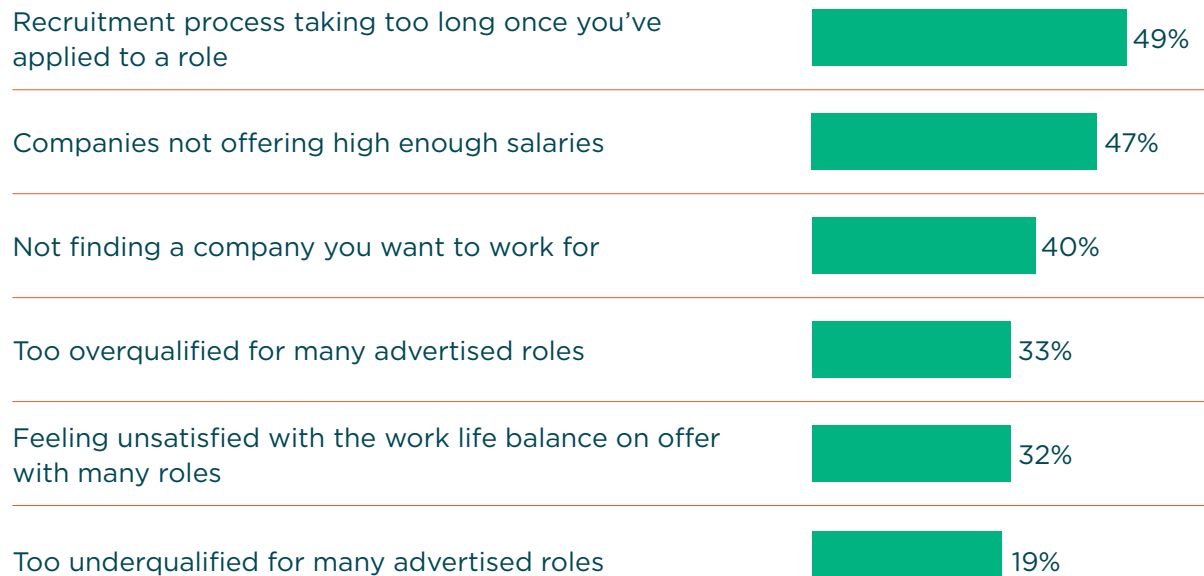 Recruitment process taking too long once you’ve
applied to a role
49%
Companies not offering high enough salaries
47%
Not finding a company you want to work for
40%
Too overqualified for many advertised roles
33%
Feeling unsatisfied with the work life balance on offer
with many roles
32%
Too underqualified for many advertised roles
19%